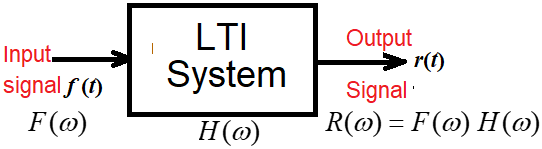 Input
signal f(t)
F(ω)
LTI
System
H(ω)
Output
r(t)
Signal
R(ω) = F(ω) H(ω)